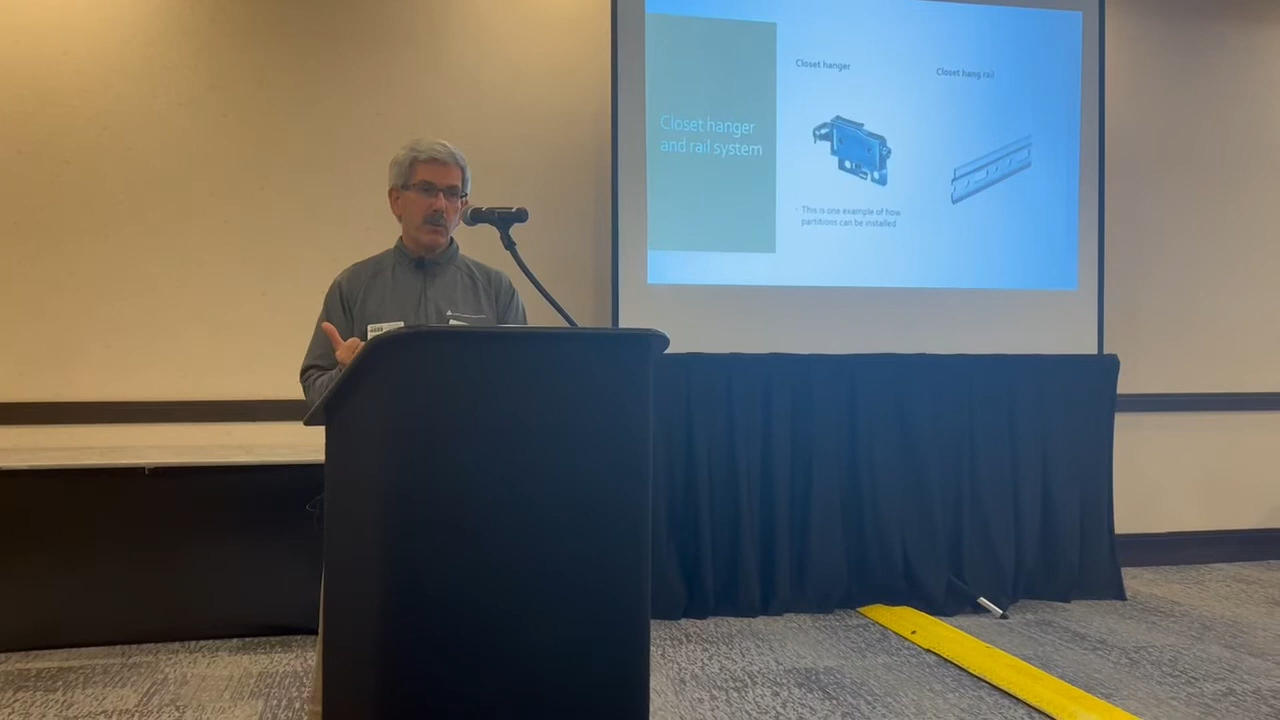 Closet hanger
and rail system
Closet hanger
Closet hang rail
This is one example of how
partitions can be installed